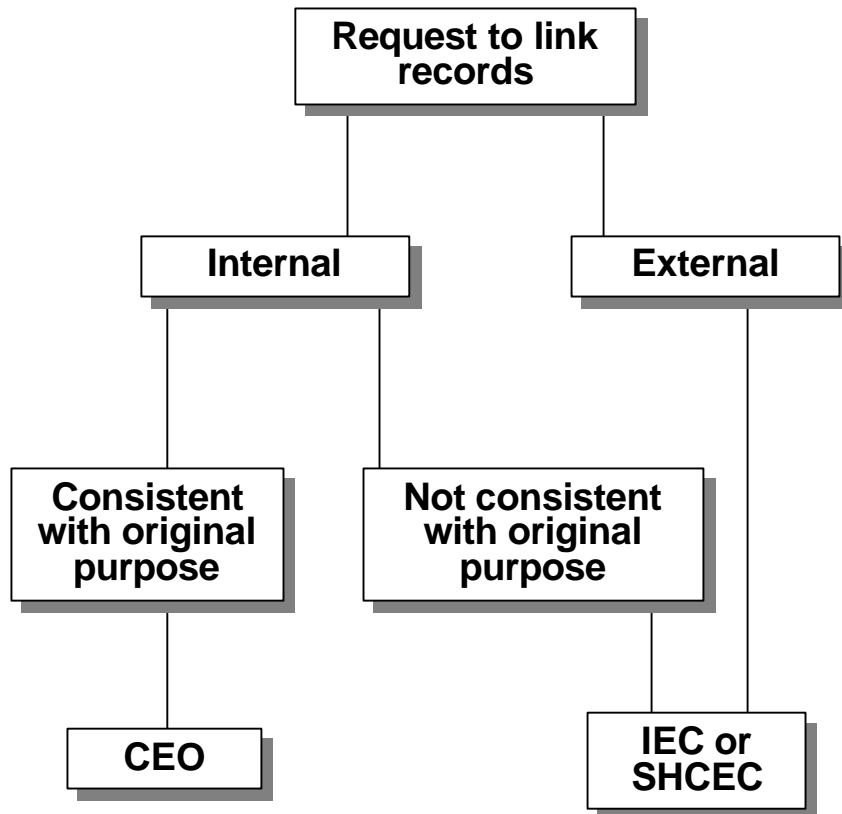 Request to link
records
Internal
External
Consistent
with original
purpose
Not consistent
with original
purpose
CEO
IEC or
SHCEC